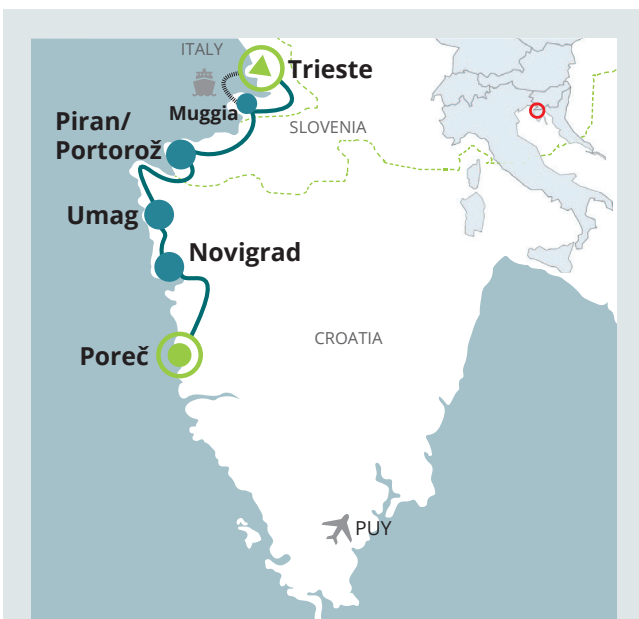 ITALY
Trieste
Muggia
SLOVENIA
Piran/
Portorož
Umag
Novigrad
CROATIA
Poreč
PUY